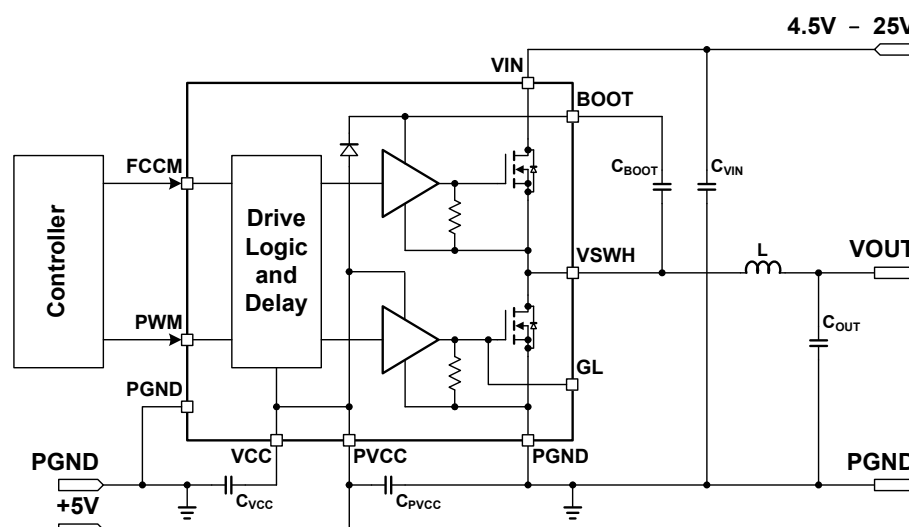 4.5V – 25V
VIN
BOOT
FCCM
CBOOT
CVIN
Controller
Drive
Logic
and
Delay
VSWH
L
VOUT
PWM
COUT
GL
PGND
VCC
PVCC
PGND
PGND
CVCC
CPVCC
PGND
+5V